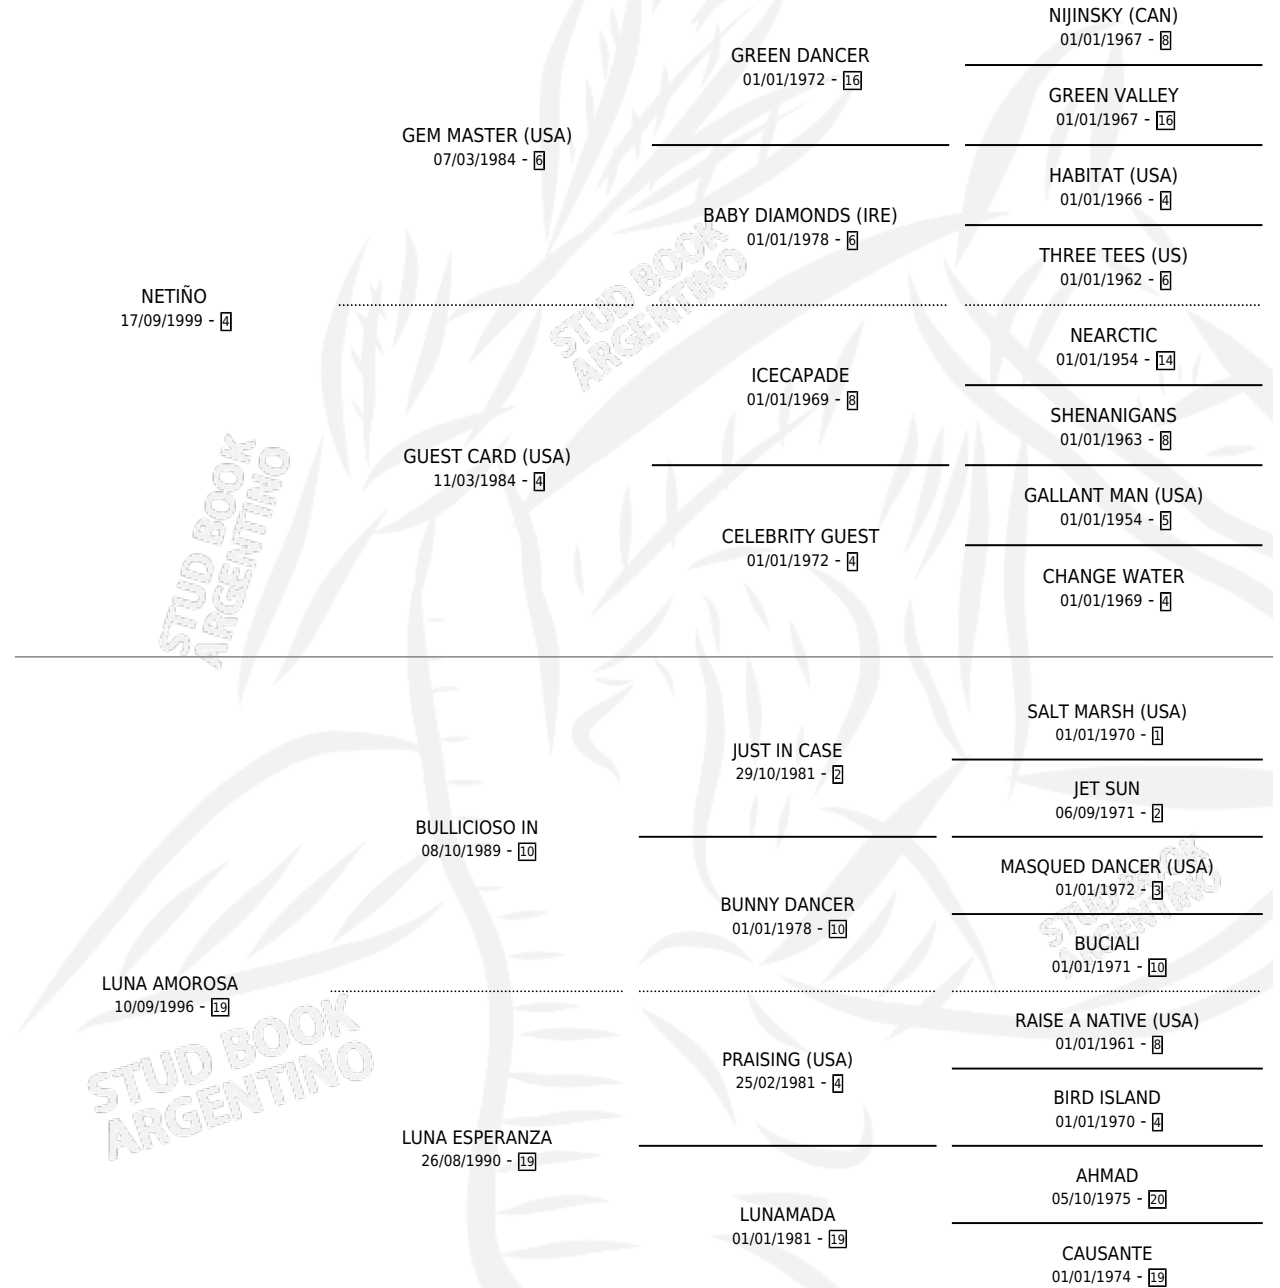 NIJINSKY (CAN)
01/01/1967 - 8
GREEN DANCER
01/01/1972 - 16
GREEN VALLEY
01/01/1967 - 16
GEM MASTER (USA)
07/03/1984 - 6
HABITAT (USA)
01/01/1966 - 4
BABY DIAMONDS (IRE)
01/01/1978 - 6
THREE TEES (US)
01/01/1962 - 6
NETIÑO
17/09/1999 - 4
NEARCTIC
01/01/1954 - 14
ICECAPADE
01/01/1969 - 8
SHENANIGANS
01/01/1963 - 8
GUEST CARD (USA)
11/03/1984 - 4
GALLANT MAN (USA)
01/01/1954 - 5
CELEBRITY GUEST
01/01/1972 - 4
CHANGE WATER
01/01/1969 - 4
STUD BOOK
ARGENTINO
STUD BOOK
ARGENTINO
SALT MARSH (USA)
01/01/1970 - 1
JUST IN CASE
29/10/1981 - 2
JET SUN
06/09/1971 - 2
BULLICIOSO IN
08/10/1989 - 10
MASQUED DANCER (USA)
01/01/1972 - 3
BUNNY DANCER
01/01/1978 - 10
BUCIALI
01/01/1971 - 10
LUNA AMOROSA
10/09/1996 - 19
RAISE A NATIVE (USA)
01/01/1961 - 8
PRAISING (USA)
25/02/1981 - 4
BIRD ISLAND
01/01/1970 - 4
LUNA ESPERANZA
26/08/1990 - 19
AHMAD
05/10/1975 - 20
LUNAMADA
01/01/1981 - 19
CAUSANTE
01/01/1974 - 19
STUD BOOK
ARGENTINO
STUD BOOK
ARGENTINO